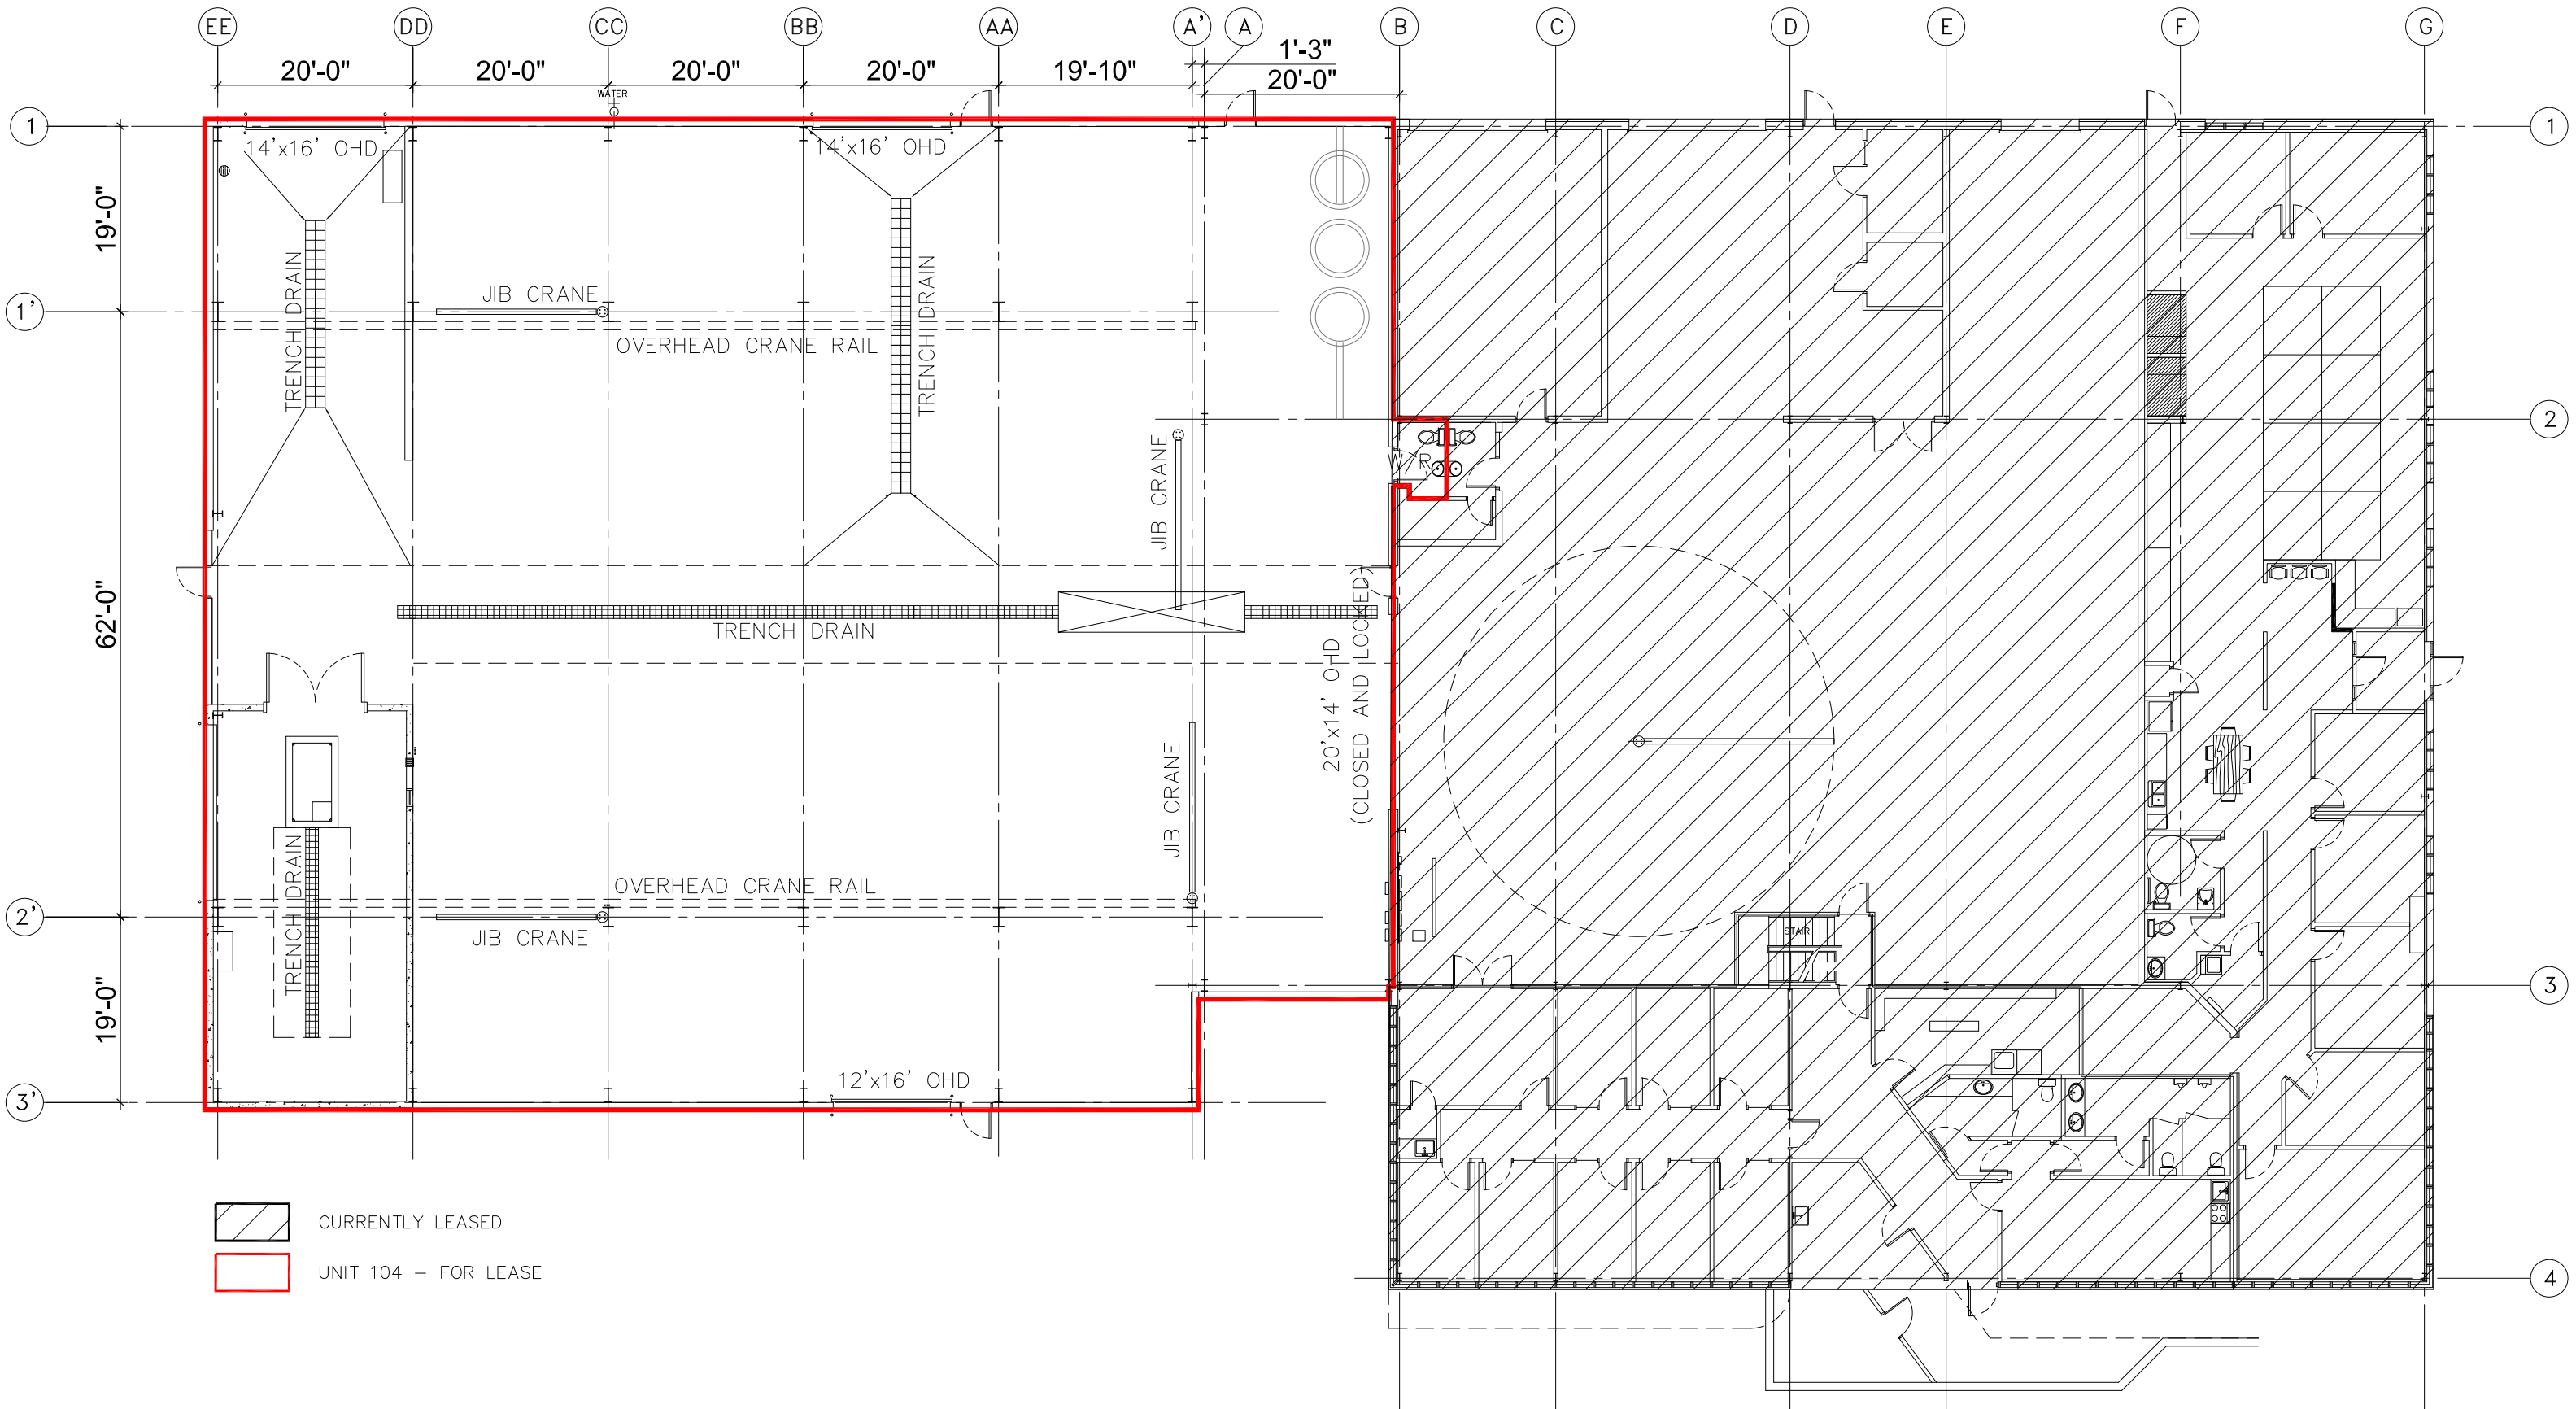 EE DD CC BB AA A' A B C D E F G
1'-3"
20'-0" 20'-0" 20'-0" 20'-0" 19'-10" 20'-0"
WATER
1 1
14'x16' OHD 14'x16' OHD
19'-0"
TRENCH DRAIN
TRENCH DRAIN
JIB CRANE
1'
OVERHEAD CRANE RAIL
2
JIB CRANE
W/R
62'-0"
TRENCH DRAIN
20'x14' OHD
(CLOSED AND LOCKED)
JIB CRANE
TRENCH DRAIN
OVERHEAD CRANE RAIL
2'
JIB CRANE
STAIR
3
19'-0"
12'x16' OHD
3'
CURRENTLY LEASED
UNIT 104 – FOR LEASE
4